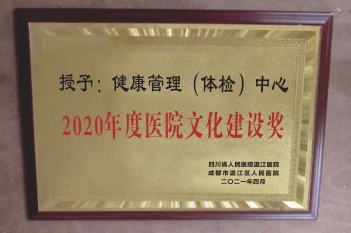 授予：健康管理（体检）中心
2020年度医院文化建设奖
四川省人民医院温江医院
成都市温江区人民医院
二〇二一年四月